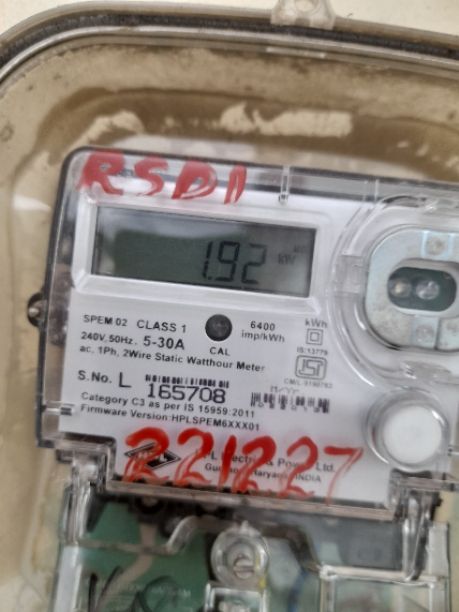 RSD1
1.92 kW
SPEM 02 CLASS 1
6400 imp/kWh
kWh
240V,50Hz. 5-30A
CAL
IS:13779
ac. 1Ph, 2Wire Static Watthour Meter
S.No. L 165708
Category C3 as per IS 15959:2011
Firmware Version:HPLSPEM6XXX01
221227
Power Ltd.
INDIA